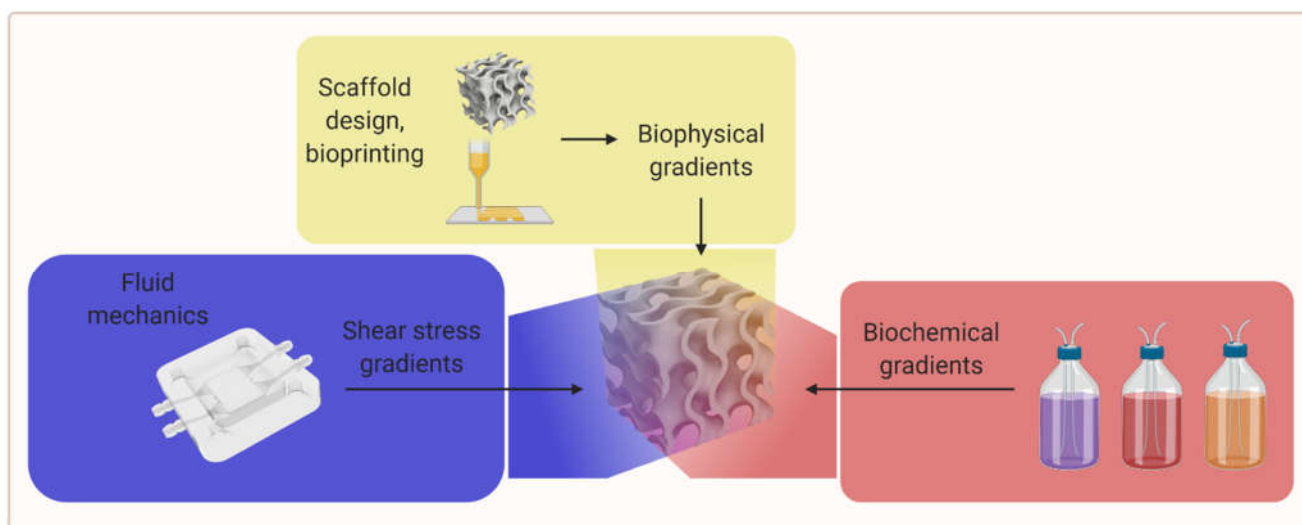 Scaffold
design,
bioprinting
Biophysical
gradients
Fluid
mechanics
Shear stress
gradients
Biochemical
gradients